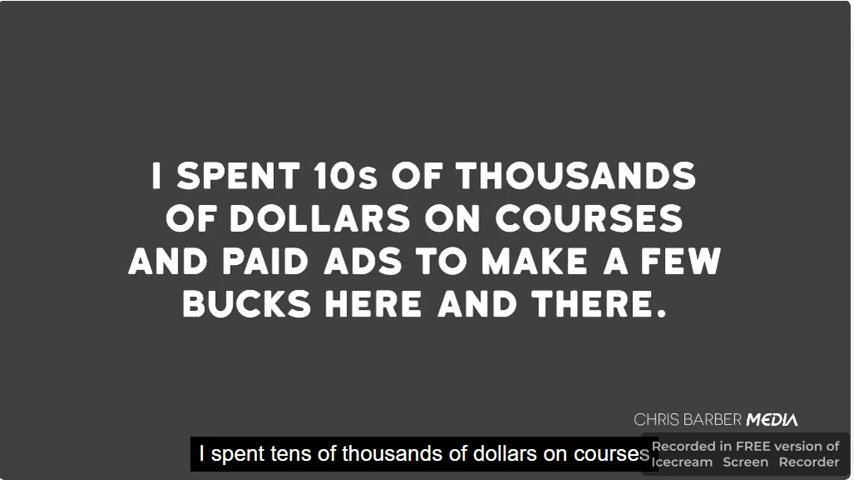 I SPENT 10s OF THOUSANDS
OF DOLLARS ON COURSES
AND PAID ADS TO MAKE A FEW
BUCKS HERE AND THERE.
CHRIS BARBER MEDIA
I spent tens of thousands of dollars on courses,
Recorded in FREE version of
Icecream Screen Recorder